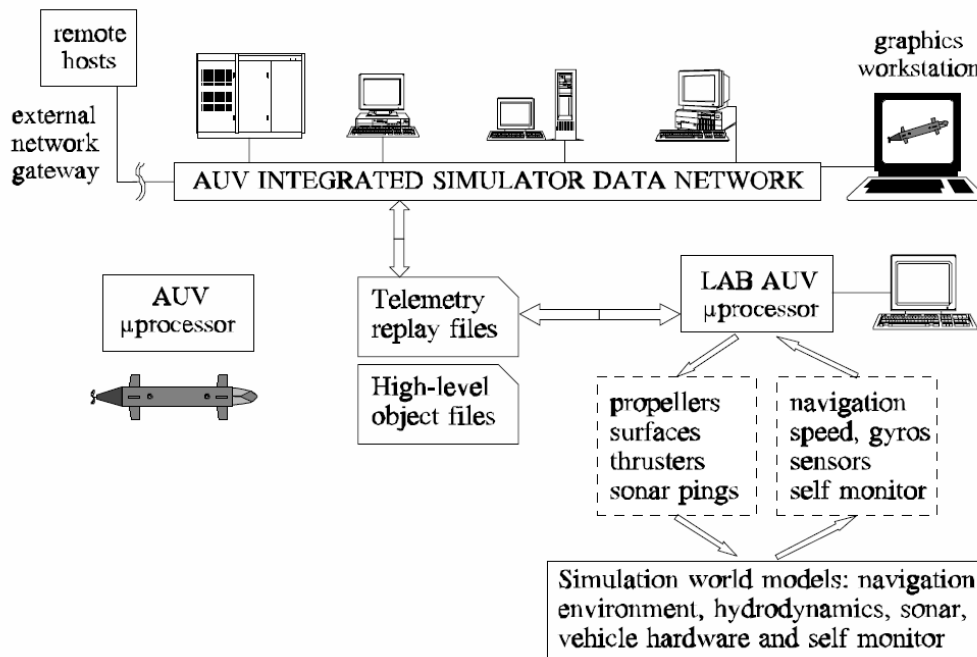 remote
hosts
graphics
workstation
external
network
gateway
AUV INTEGRATED SIMULATOR DATA NETWORK
AUV
μprocessor
Telemetry
replay files
LAB AUV
μprocessor
High-level
object files
propellers
surfaces
thrusters
sonar pings
navigation
speed, gyros
sensors
self monitor
Simulation world models: navigation
environment, hydrodynamics, sonar,
vehicle hardware and self monitor